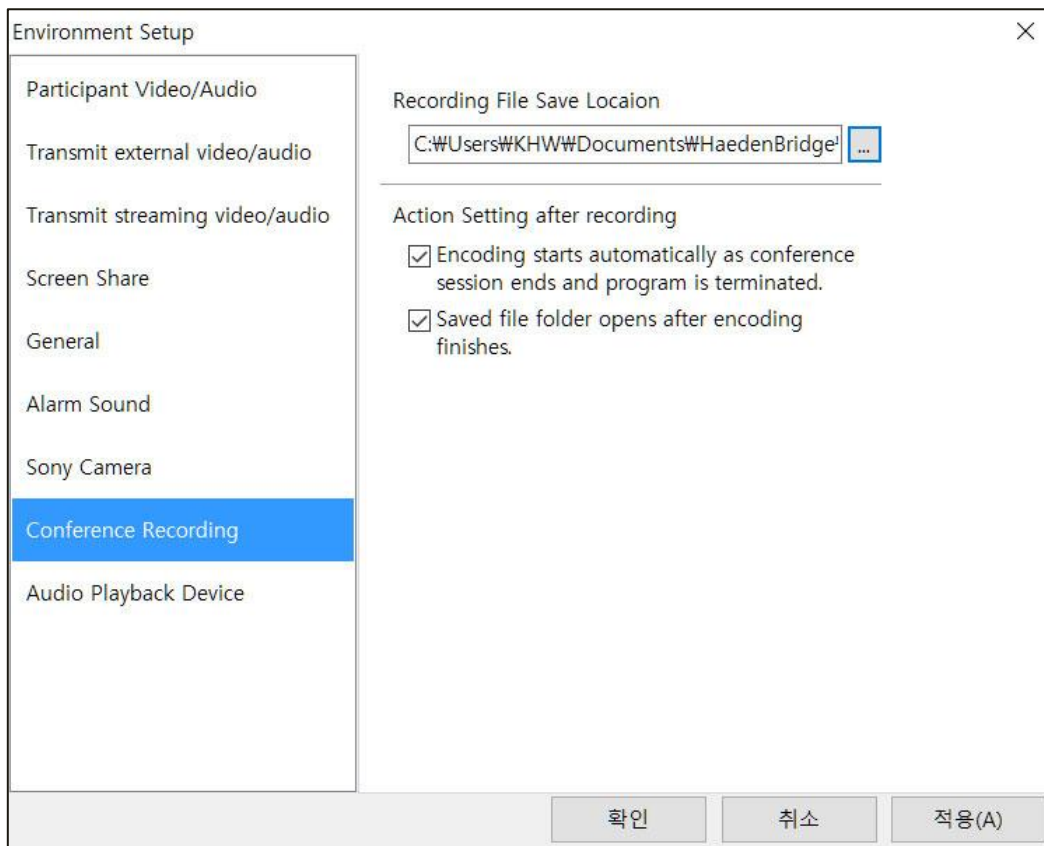 Environment Setup
Participant Video/Audio
Transmit external video/audio
Transmit streaming video/audio
Screen Share
General
Alarm Sound
Sony Camera
Conference Recording
Audio Playback Device
Recording File Save Locaion
C:₩Users₩KHW₩Documents₩HaedenBridge
...
Action Setting after recording
Encoding starts automatically as conference
session ends and program is terminated.
Saved file folder opens after encoding
finishes.
확인
취소
적용(A)